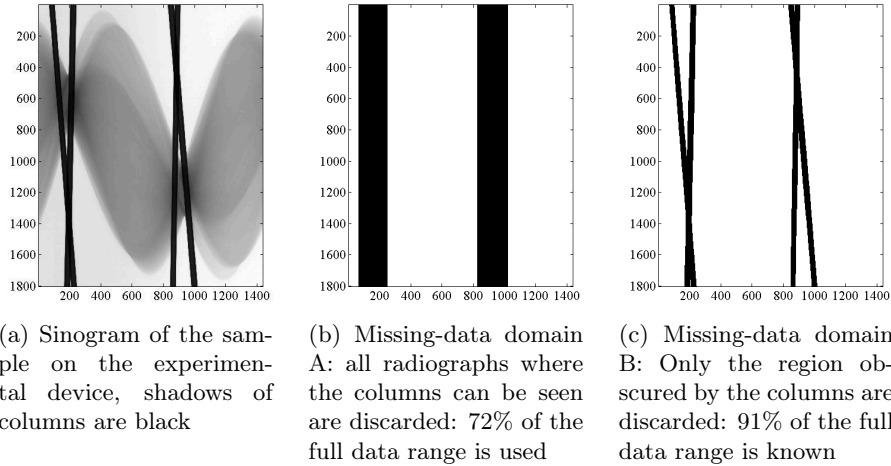 200
400
600
800
1000
1200
1400
1600
1800
200 400 600 800 1000 1200 1400
200
400
600
800
1000
1200
1400
1600
1800
200 400 600 800 1000 1200 1400
200
400
600
800
1000
1200
1400
1600
1800
200 400 600 800 1000 1200 1400
(a) Sinogram of the sam-
ple on the experimen-
tal device, shadows of
columns are black
(b) Missing-data domain
A: all radiographs where
the columns can be seen
are discarded: 72% of the
full data range is used
(c) Missing-data domain
B: Only the region ob-
scured by the columns are
discarded: 91% of the full
data range is known